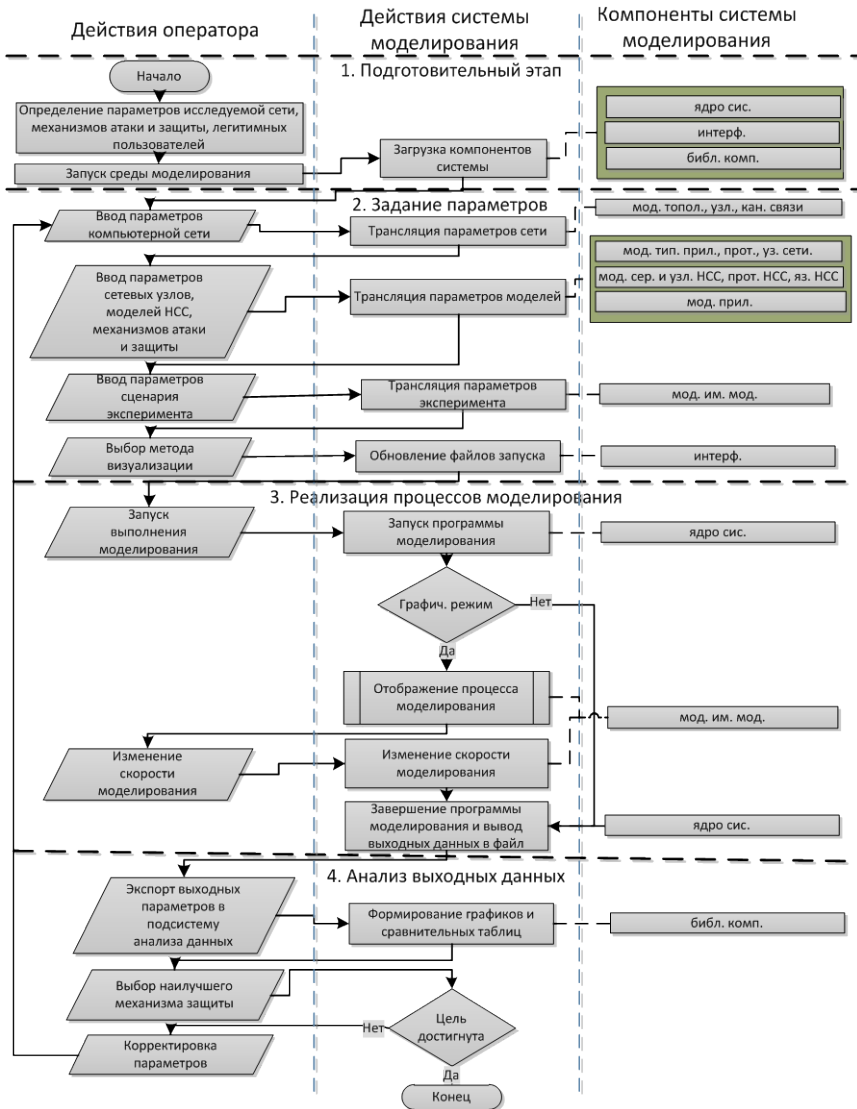 Действия оператора
Действия системы
моделирования
Компоненты системы
моделирования
1. Подготовительный этап
Начало
Определение параметров исследуемой сети,
механизмов атаки и защиты, легитимных
пользователей
Запуск среды моделирования
Загрузка компонентов
системы
ядро сис.
интерф.
библ. комп.
2. Задание параметров
Ввод параметров
компьютерной сети
Трансляция параметров сети
мод. топол., узл., кан. связи
Ввод параметров
сетевых узлов,
моделей НСС,
механизмов атаки
и защиты
Трансляция параметров моделей
мод. тип. прил., прот., уз. сети.
мод. сер. и узл. НСС, прот. НСС, яз. НСС
мод. прил.
Ввод параметров
сценария
эксперимента
Трансляция параметров
эксперимента
мод. им. мод.
Выбор метода
визуализации
Обновление файлов запуска
интерф.
3. Реализация процессов моделирования
Запуск
выполнения
моделирования
Запуск программы
моделирования
ядро сис.
Графич. режим
Нет
Да
Отображение процесса
моделирования
мод. им. мод.
Изменение
скорости
моделирования
Изменение скорости
моделирования
Завершение программы
моделирования и вывод
выходных данных в файл
ядро сис.
4. Анализ выходных данных
Экспорт выходных
параметров в
подсистему
анализа данных
Формирование графиков и
сравнительных таблиц
библ. комп.
Выбор наилучшего
механизма защиты
Цель
достигнута
Нет
Корректировка
параметров
Да
Конец